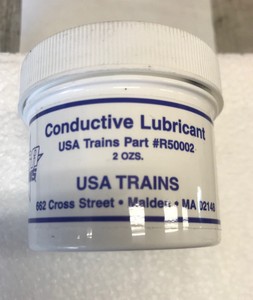 Conductive Lubricant
USA Trains Part #R50002
2 OZS.
USA TRAINS
662 Cross Street • Malden • MA 02148